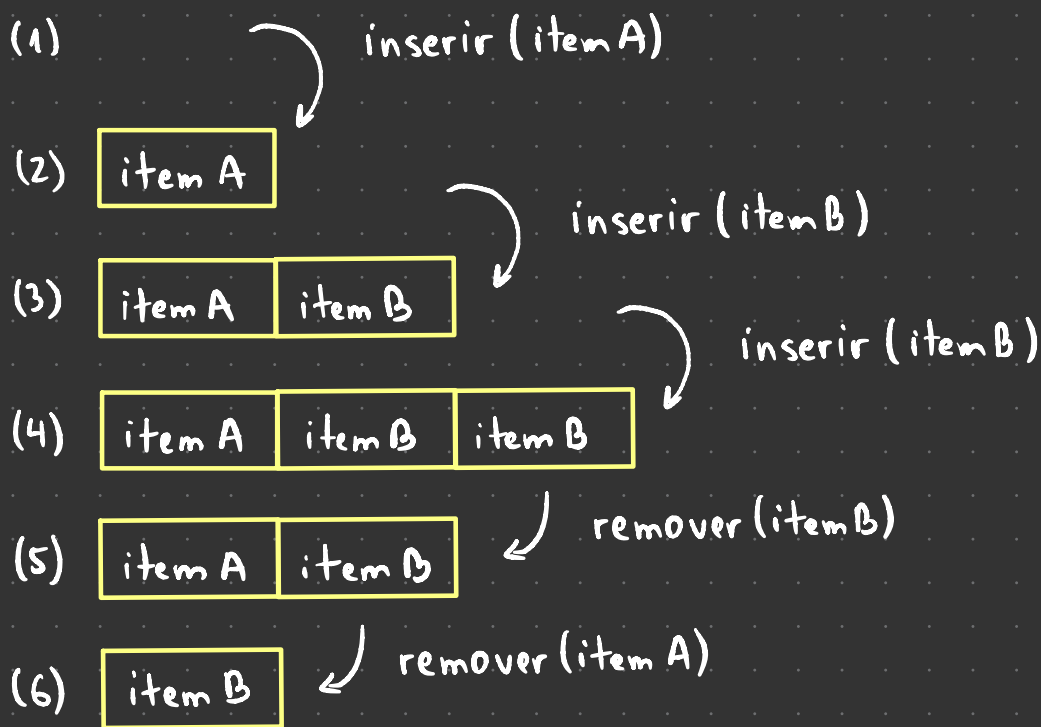 (1) inserir (item A)
(2) item A
inserir (item B)
(3) item A item B
inserir (item B)
(4) item A item B item B
remover (item B)
(5) item A item B
remover (item A)
(6) item B